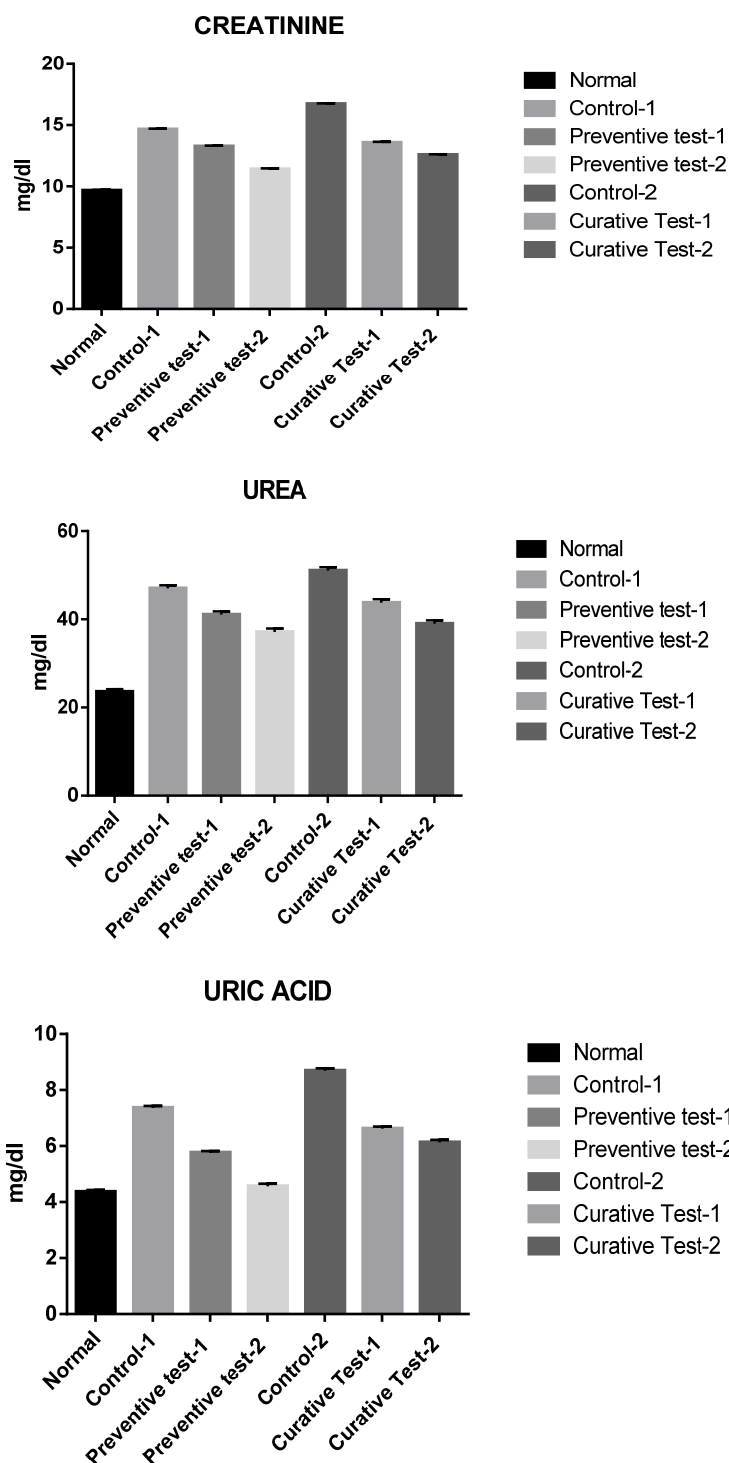 CREATININE
20
15
10
5
0
mg/dl
Normal
Control-1
Preventive test-1
Preventive test-2
Control-2
Curative Test-1
Curative Test-2
Normal
Control-1
Preventive test-1
Preventive test-2
Control-2
Curative Test-1
Curative Test-2
UREA
60
40
20
0
mg/dl
Normal
Control-1
Preventive test-1
Preventive test-2
Control-2
Curative Test-1
Curative Test-2
Normal
Control-1
Preventive test-1
Preventive test-2
Control-2
Curative Test-1
Curative Test-2
URIC ACID
10
8
6
4
2
0
mg/dl
Normal
Control-1
Preventive test-1
Preventive test-2
Control-2
Curative Test-1
Curative Test-2
Normal
Control-1
Preventive test-1
Preventive test-2
Control-2
Curative Test-1
Curative Test-2